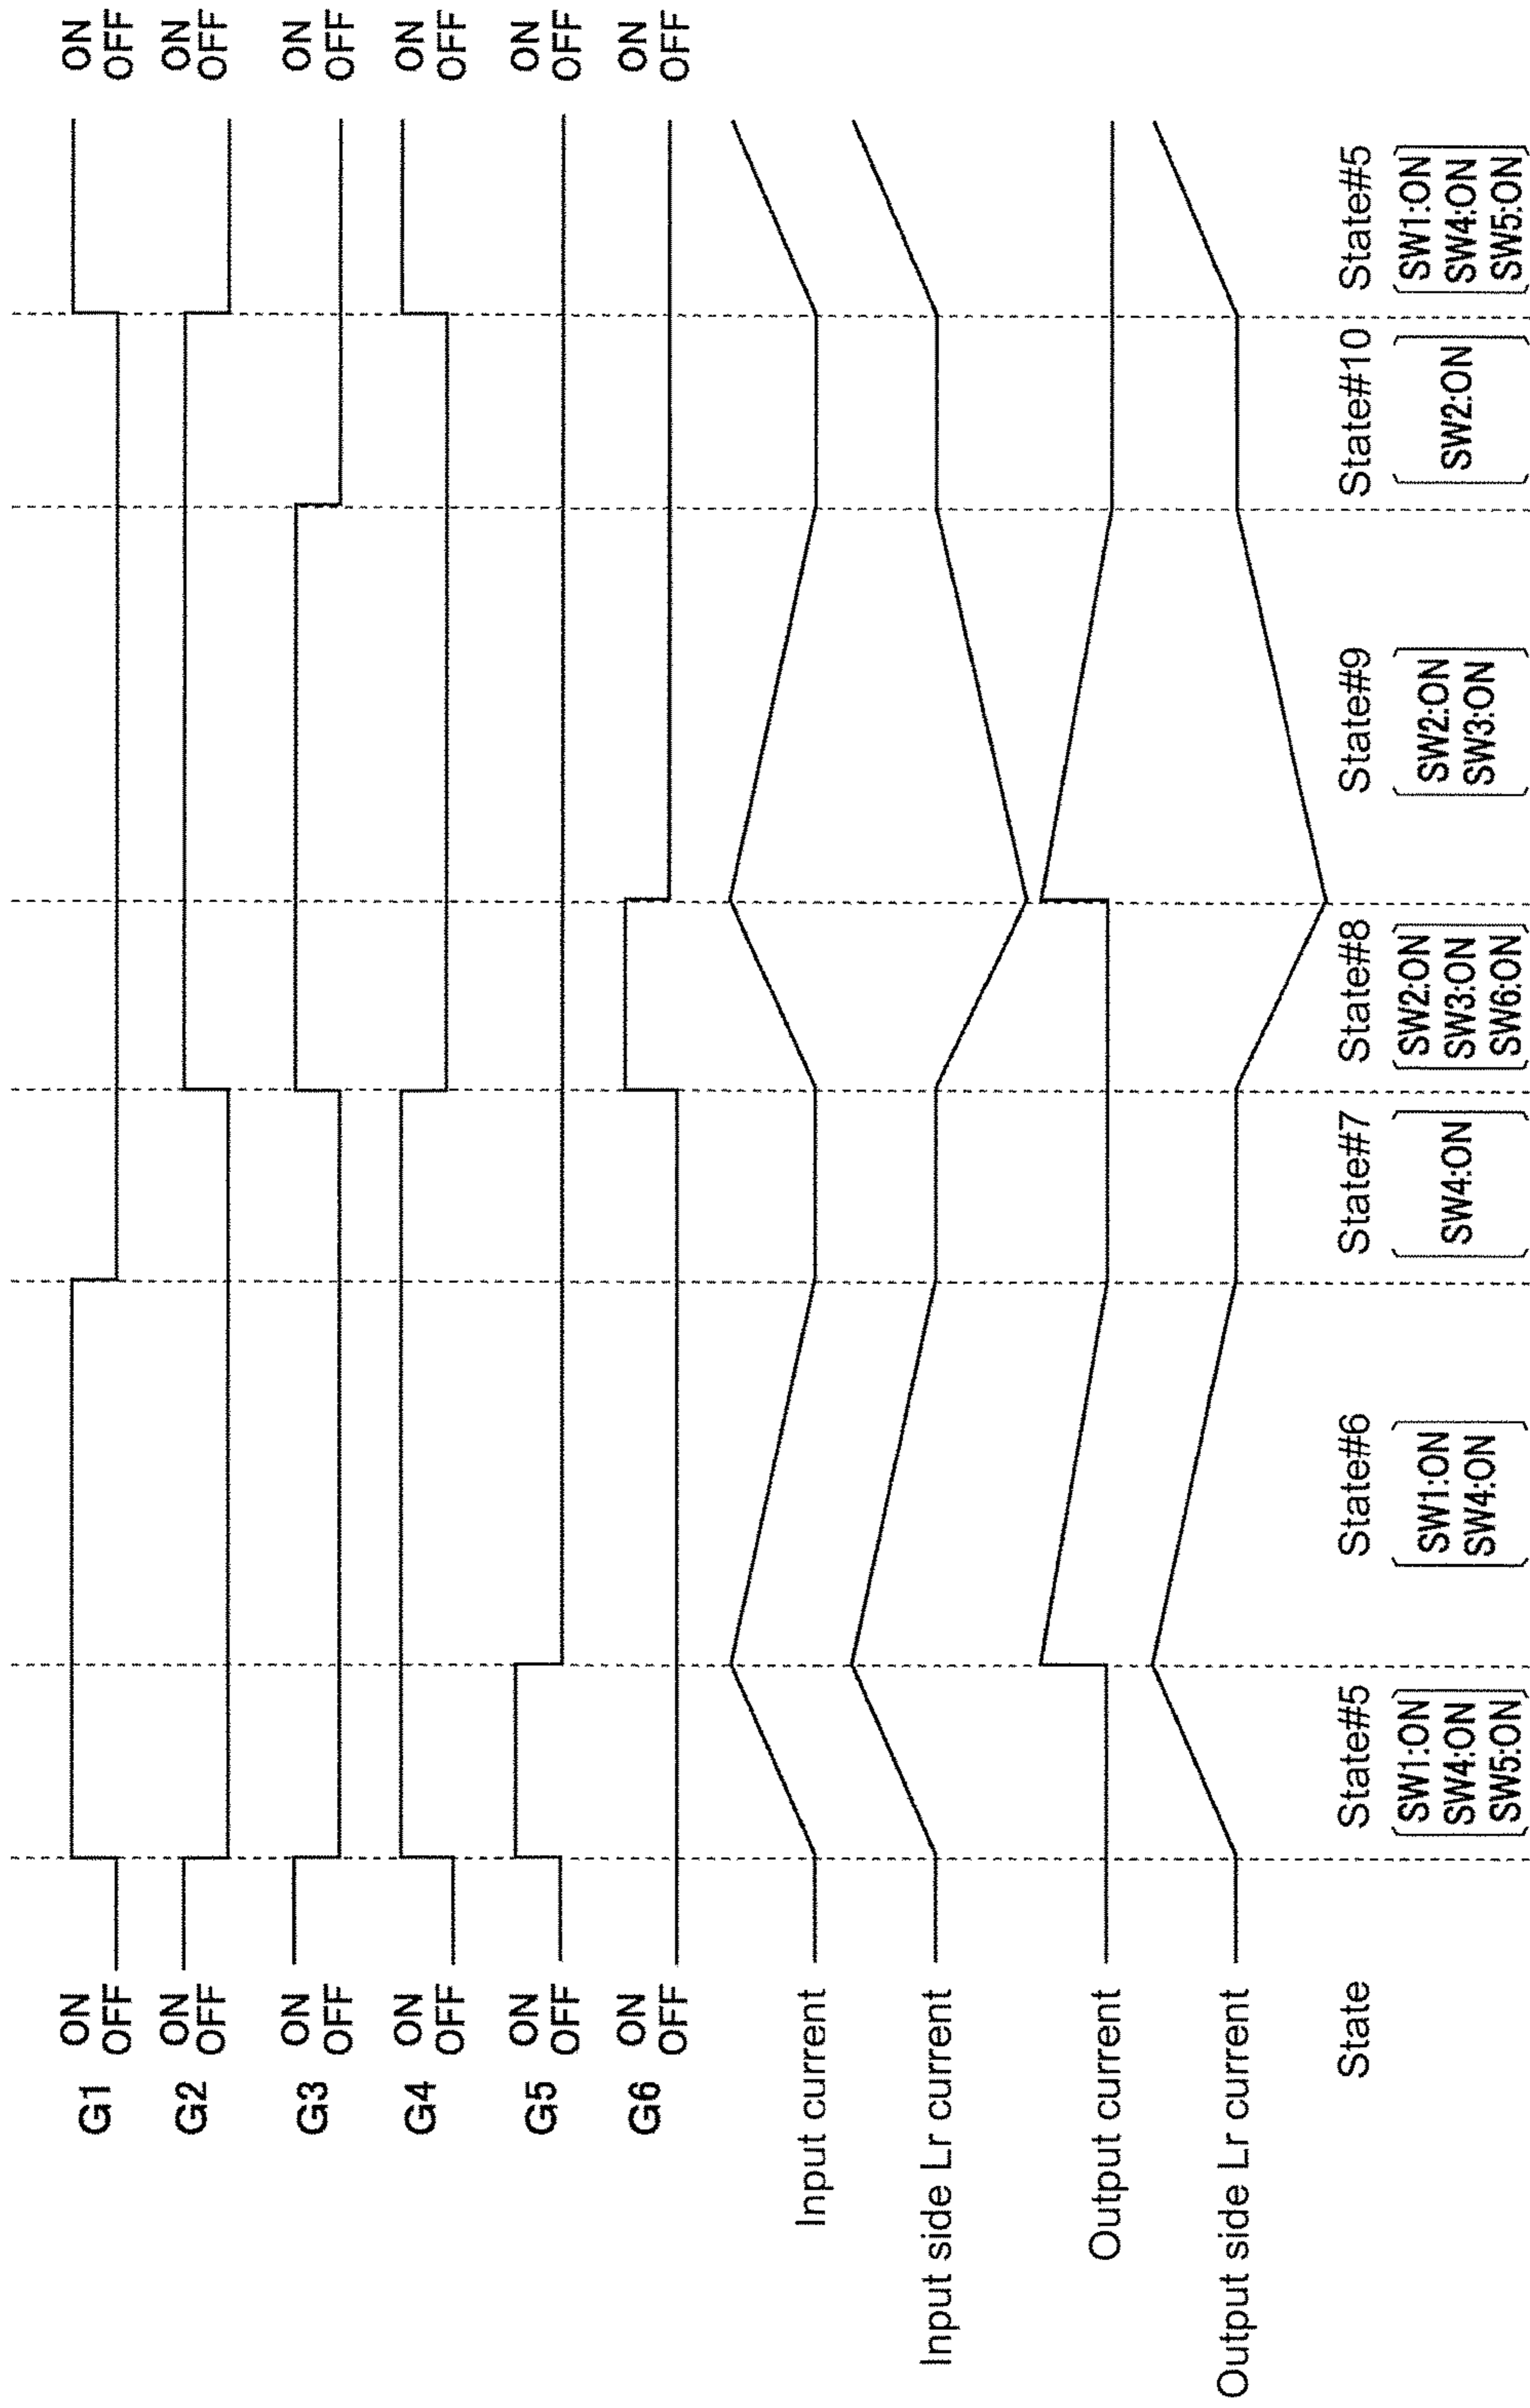 G1 ON ON
OFF OFF
G2 ON ON
OFF OFF
G3 ON ON
OFF OFF
G4 ON ON
OFF OFF
G5 ON ON
OFF OFF
G6 ON ON
OFF OFF
Input current
Input side Lr current
Output current
Output side Lr current
State State#5 State#6 State#7 State#8 State#9 State#10 State#5
SW1:ON
SW4:ON
SW5:ON
SW1:ON
SW4:ON
SW4:ON
SW2:ON
SW3:ON
SW6:ON
SW2:ON
SW3:ON
SW2:ON
SW1:ON
SW4:ON
SW5:ON